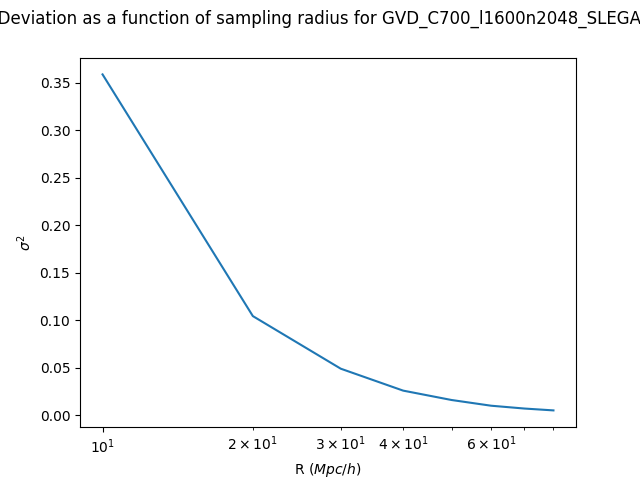 Deviation as a function of sampling radius for GVD_C700_l1600n2048_SLEGA
0.35
0.30
0.25
0.20
0.15
0.10
0.05
0.00
σ²
10¹
2 × 10¹
3 × 10¹
4 × 10¹
6 × 10¹
R (Mpc/h)